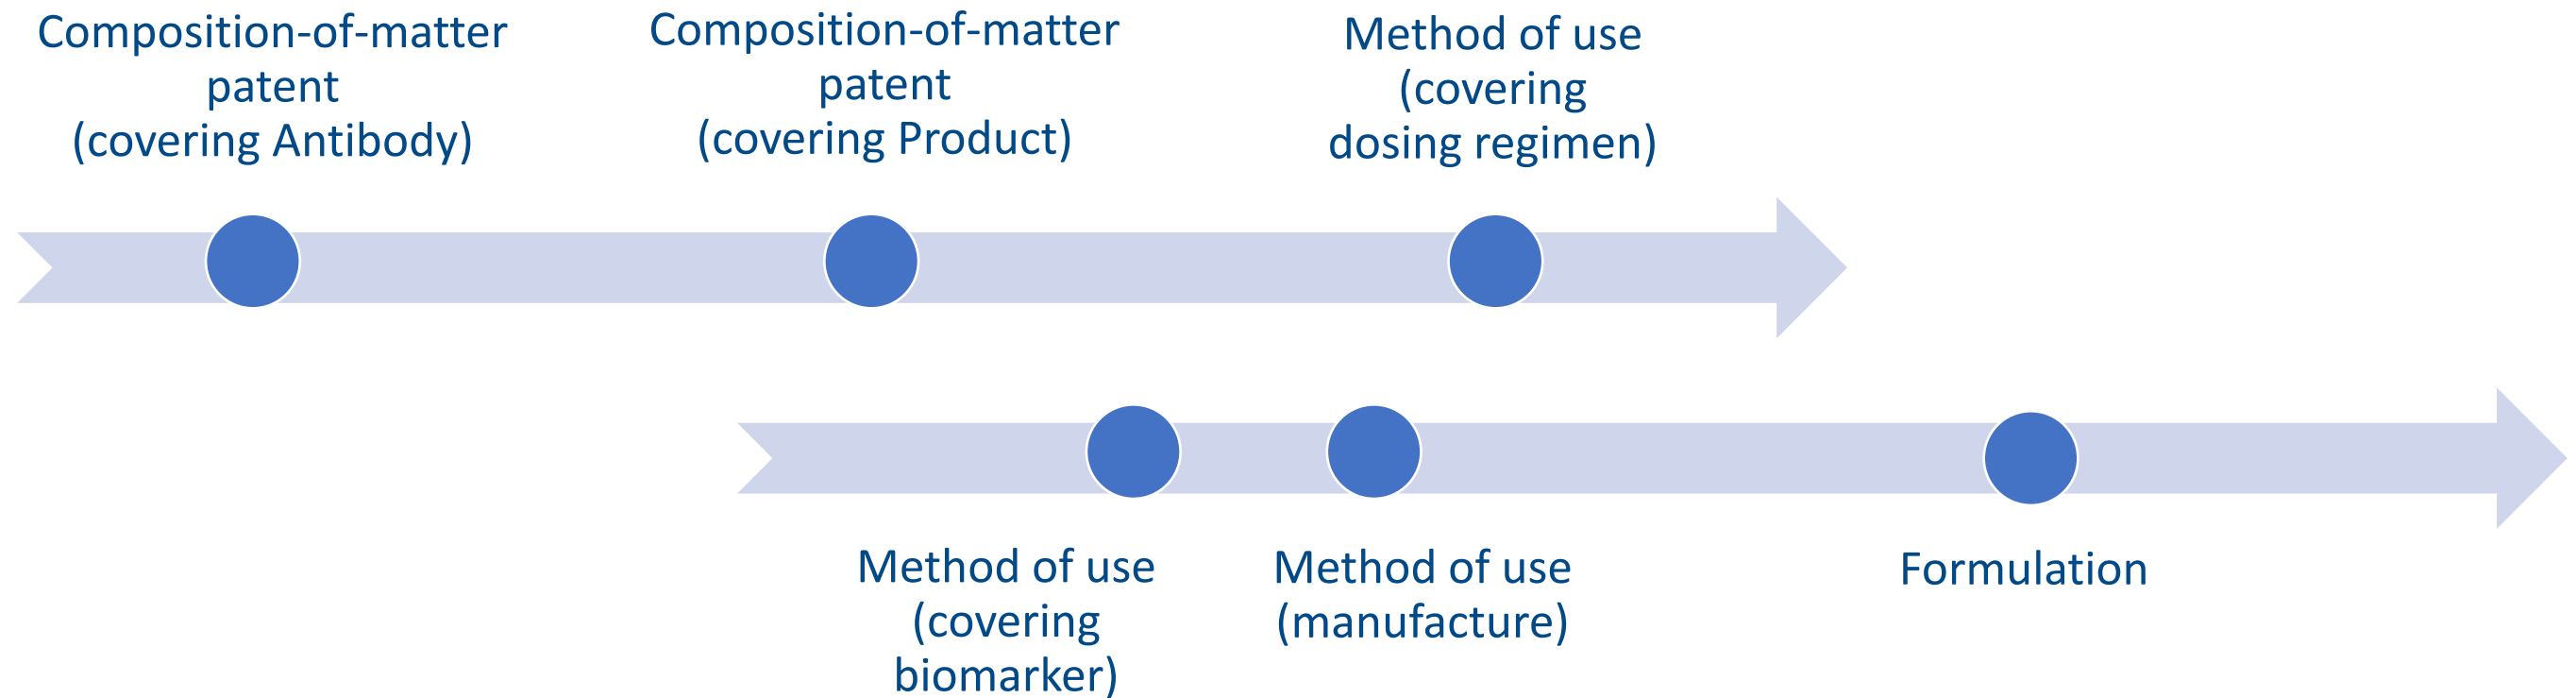 Composition-of-matter
patent
(covering Antibody)
Composition-of-matter
patent
(covering Product)
Method of use
(covering
dosing regimen)
Method of use
(covering
biomarker)
Method of use
(manufacture)
Formulation